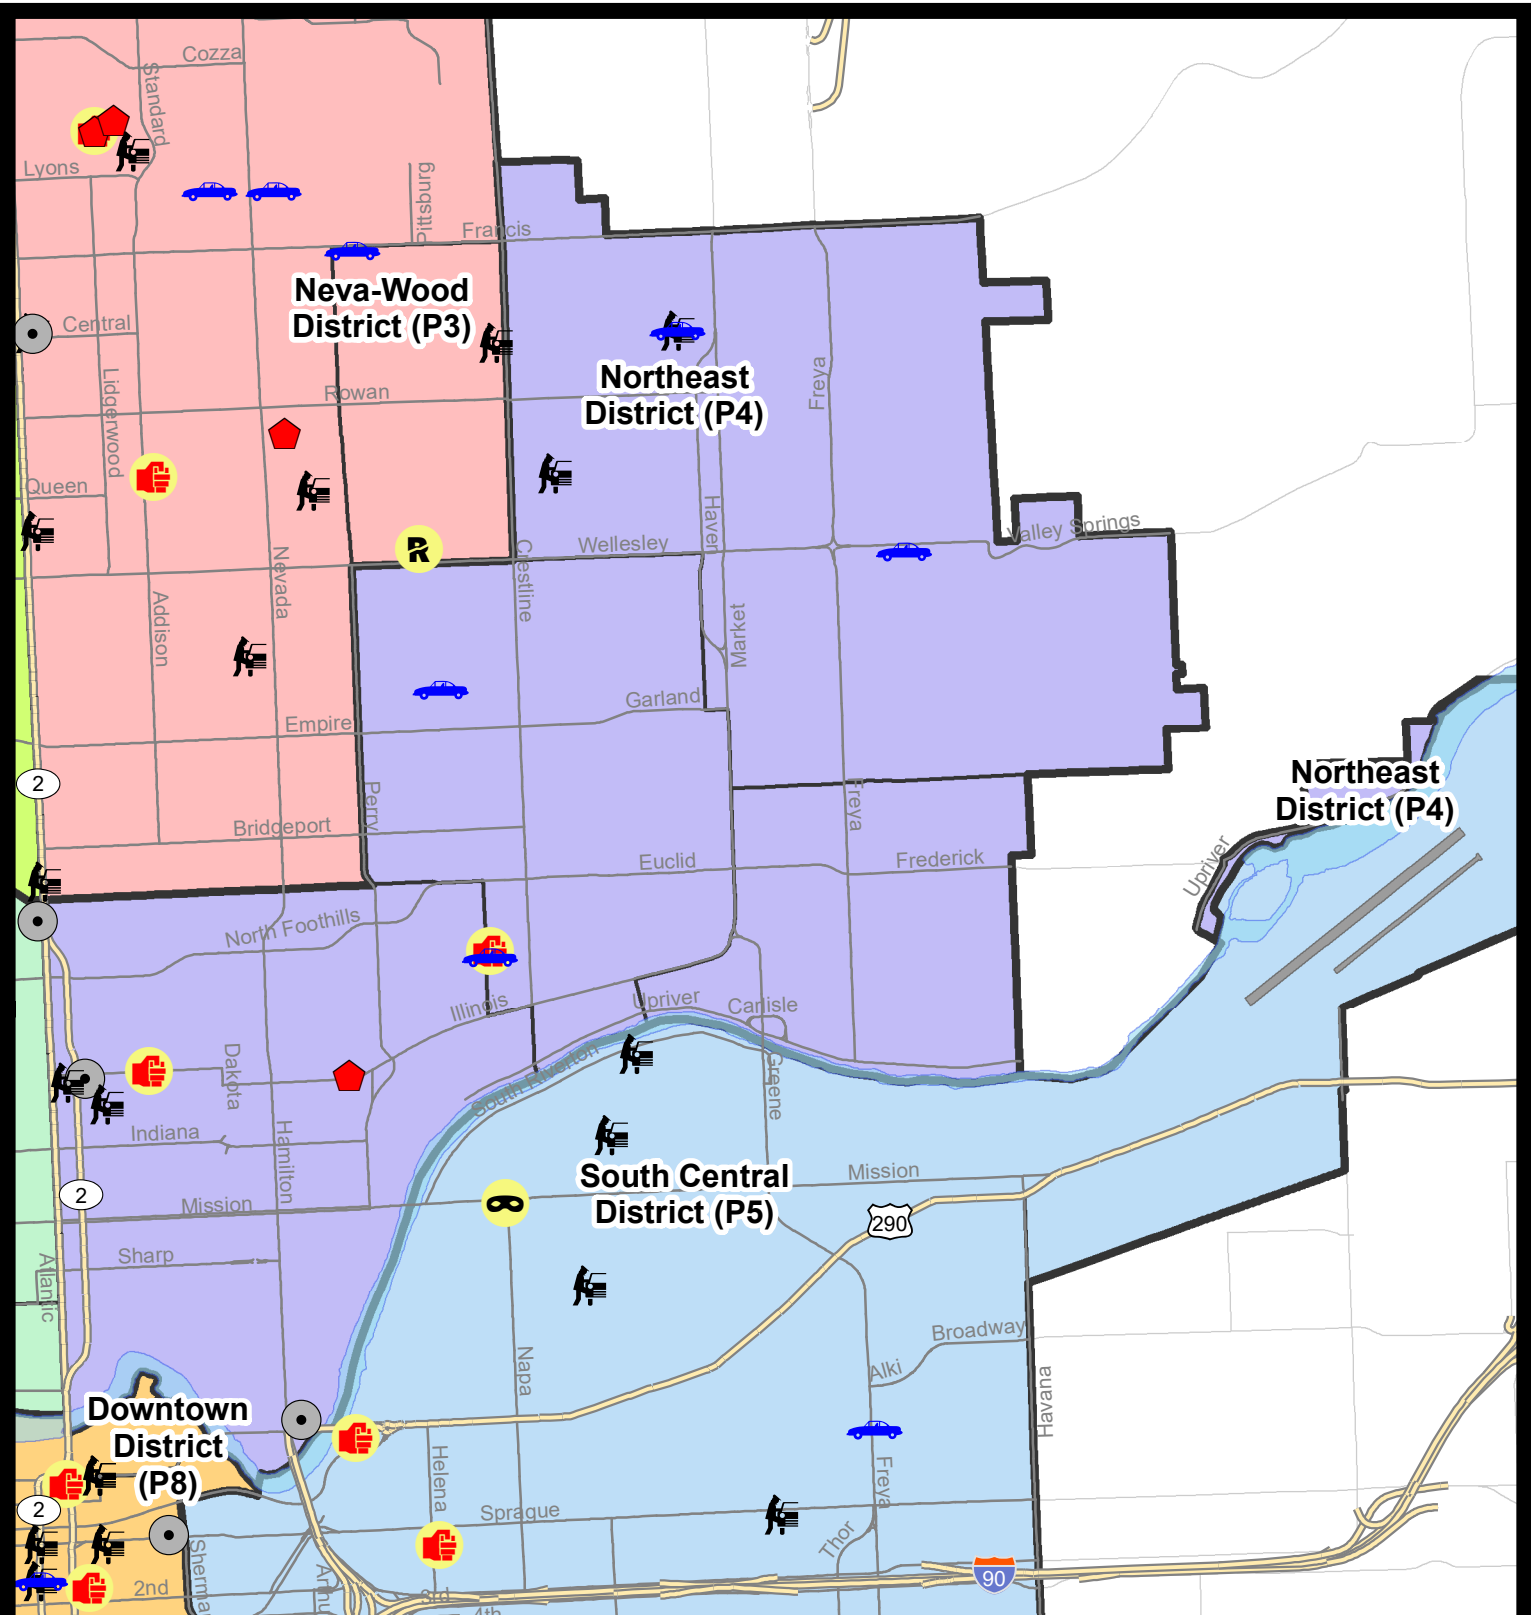 Cozza
Standard
Lyons
Pittsburg
Francis
Neva-Wood
District (P3)
Central
Lidgerwood
Rowan
Northeast
District (P4)
Freya
Queen
Haven
Valley Springs
Wellesley
Nevada
Crestline
Addison
Market
Garland
Empire
2
Perry
Freya
Northeast
District (P4)
Bridgeport
Euclid
Frederick
Upriver
North Foothills
Illinois
Upriver
Carlisle
Dakota
South Riverton
Greene
Indiana
Hamilton
South Central
District (P5)
Mission
2
Mission
290
Sharp
Atlantic
Broadway
Napa
Alki
Havana
Downtown
District
(P8)
Helena
Freya
2
Sprague
Thor
Sherma
Arthu
90
2nd
3rd
4th